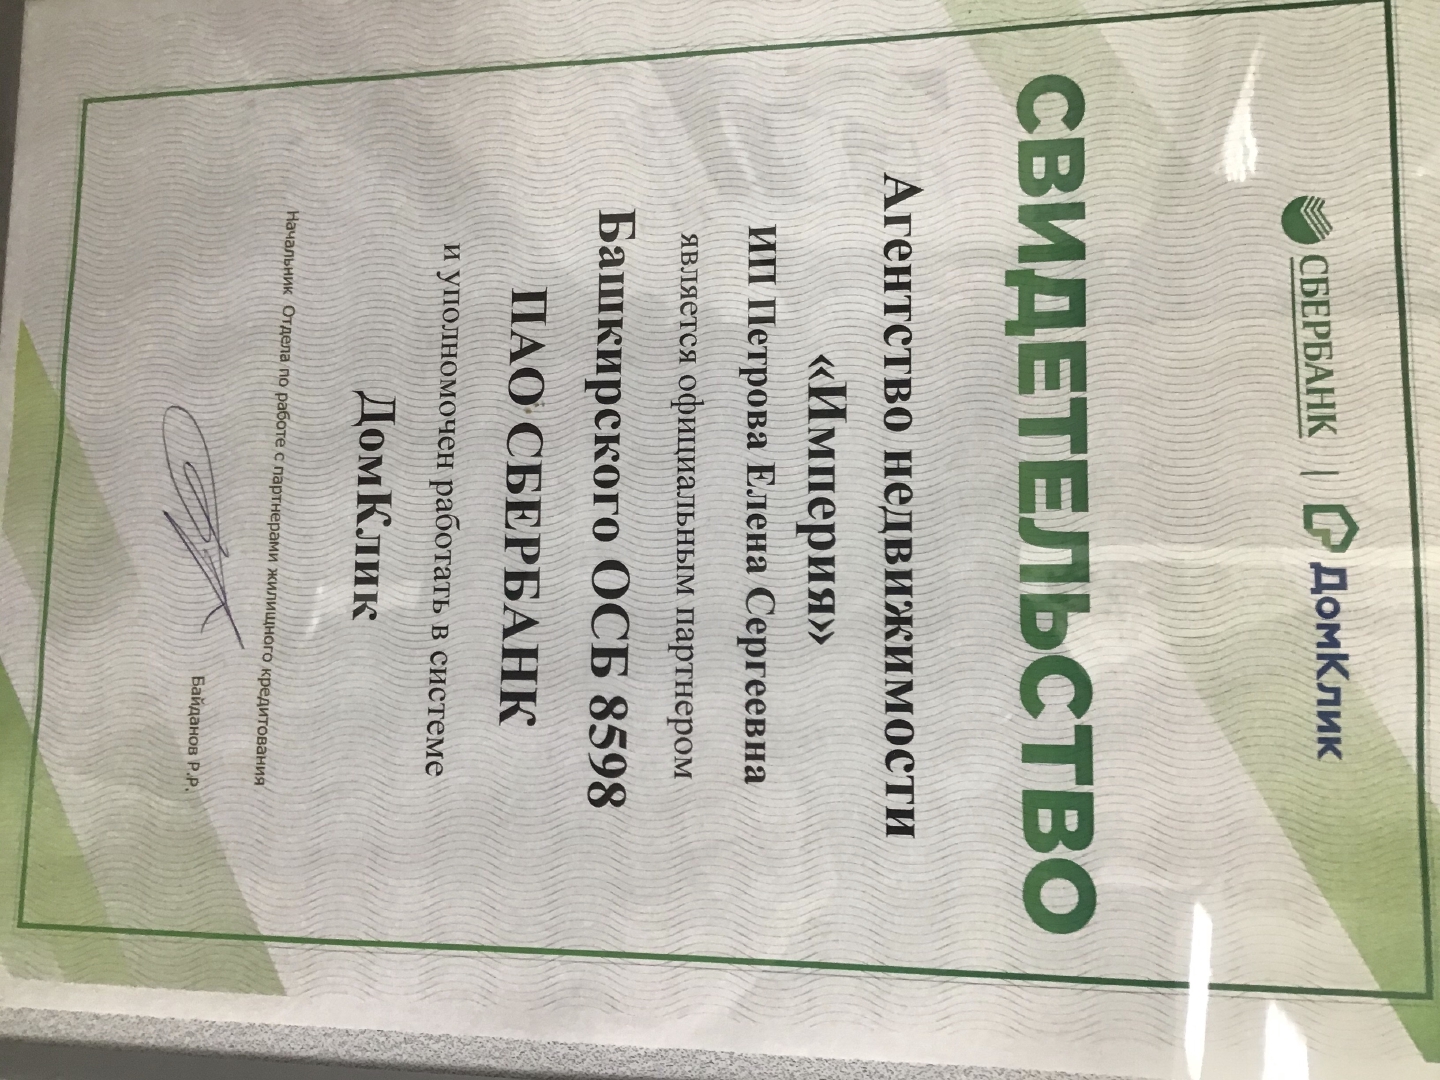 СБЕРБАНК | ДомКлик
СВИДЕТЕЛЬСТВО
Агентство недвижимости
«Империя»
ИП Петрова Елена Сергеевна
является официальным партнером
Башкирского ОСБ 8598
ПАО СБЕРБАНК
и уполномочен работать в системе
ДомКлик
Начальник Отдела по работе с партнерами жилищного кредитования
Байданов Р.Р.